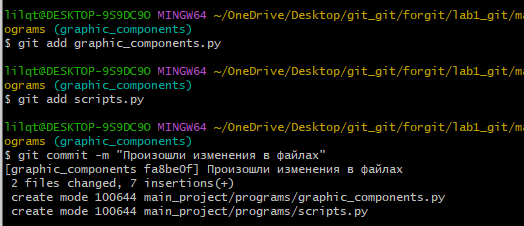 lilqt@DESKTOP-9S9DC9O MINGW64 ~/OneDrive/Desktop/git_git/forgit/lab1_git/ma
ograms (graphic_components)
$ git add graphic_components.py
lilqt@DESKTOP-9S9DC9O MINGW64 ~/OneDrive/Desktop/git_git/forgit/lab1_git/ma
ograms (graphic_components)
$ git add scripts.py
lilqt@DESKTOP-9S9DC9O MINGW64 ~/OneDrive/Desktop/git_git/forgit/lab1_git/ma
ograms (graphic_components)
$ git commit -m "Произошли изменения в файлах"
[graphic_components fa8be0f] Произошли изменения в файлах
2 files changed, 7 insertions(+)
create mode 100644 main_project/programs/graphic_components.py
create mode 100644 main_project/programs/scripts.py